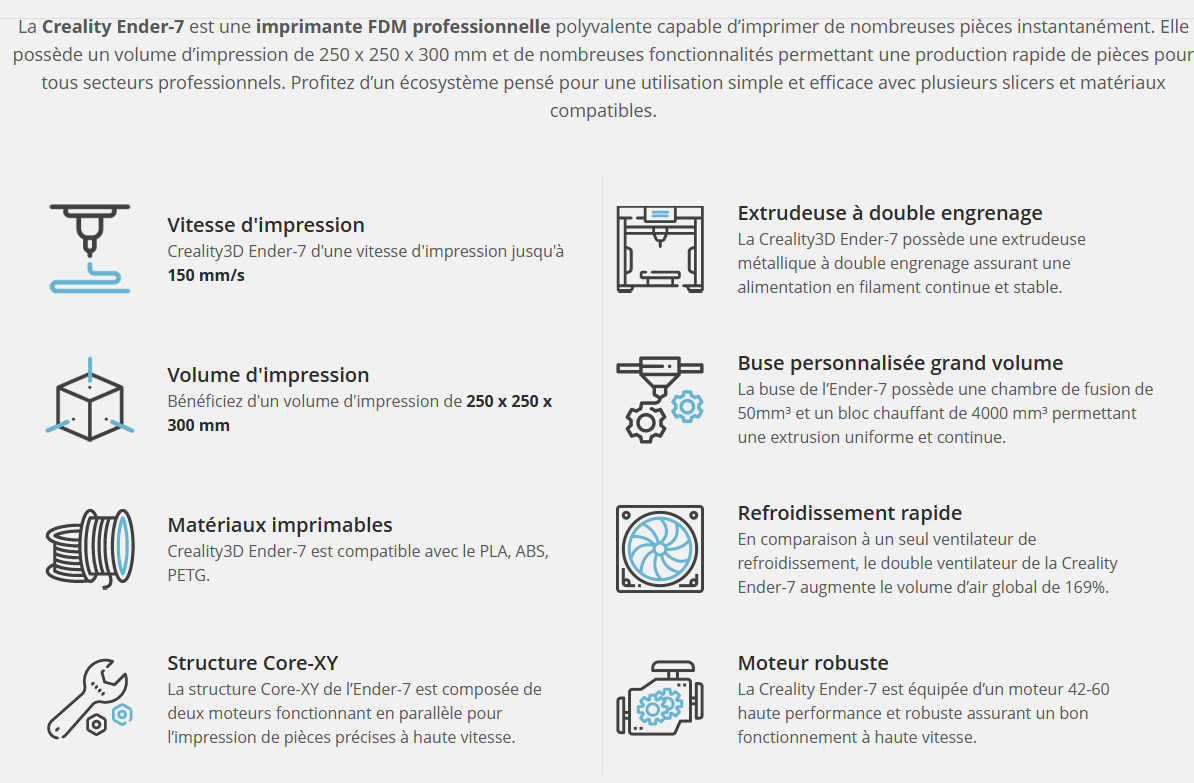 La Creality Ender-7 est une imprimante FDM professionnelle polyvalente capable d’imprimer de nombreuses pièces instantanément. Elle
possède un volume d’impression de 250 x 250 x 300 mm et de nombreuses fonctionnalités permettant une production rapide de pièces pour
tous secteurs professionnels. Profitez d’un écosystème pensé pour une utilisation simple et efficace avec plusieurs slicers et matériaux
compatibles.
Vitesse d'impression
Creality3D Ender-7 d'une vitesse d'impression jusqu'à
150 mm/s
Volume d'impression
Bénéficiez d'un volume d'impression de 250 x 250 x
300 mm
Matériaux imprimables
Creality3D Ender-7 est compatible avec le PLA, ABS,
PETG.
Structure Core-XY
La structure Core-XY de l’Ender-7 est composée de
deux moteurs fonctionnant en parallèle pour
l’impression de pièces précises à haute vitesse.
Extrudeuse à double engrenage
La Creality3D Ender-7 possède une extrudeuse
métallique à double engrenage assurant une
alimentation en filament continue et stable.
Buse personnalisée grand volume
La buse de l’Ender-7 possède une chambre de fusion de
50mm³ et un bloc chauffant de 4000 mm³ permettant
une extrusion uniforme et continue.
Refroidissement rapide
En comparaison à un seul ventilateur de
refroidissement, le double ventilateur de la Creality
Ender-7 augmente le volume d’air global de 169%.
Moteur robuste
La Creality Ender-7 est équipée d’un moteur 42-60
haute performance et robuste assurant un bon
fonctionnement à haute vitesse.